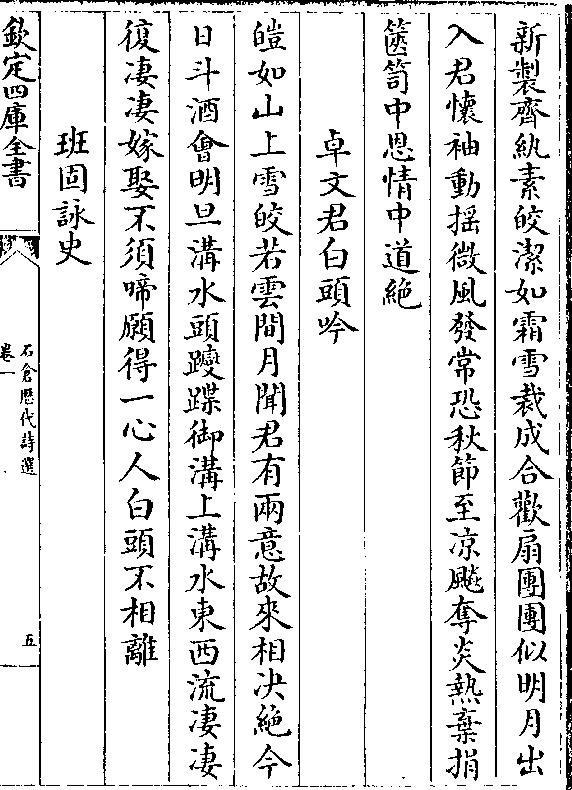 新製齊紈素皎潔如霜雪裁成合歡扇團團似明月出
入君懷袖動揺微風發常恐秋節至凉飈奪炎熱棄捐
篋笥中恩情中道絶
卓文君白頭吟
皚如山上雪皎若雲間月聞君有兩意故來相决絶今
日斗酒會明旦溝水頭躞蹀御溝上溝水東西流凄凄
復凄凄嫁娶不須啼願得一心人白頭不相離
班固詠史
欽定四庫全書
石倉歴代詩選
卷一
五